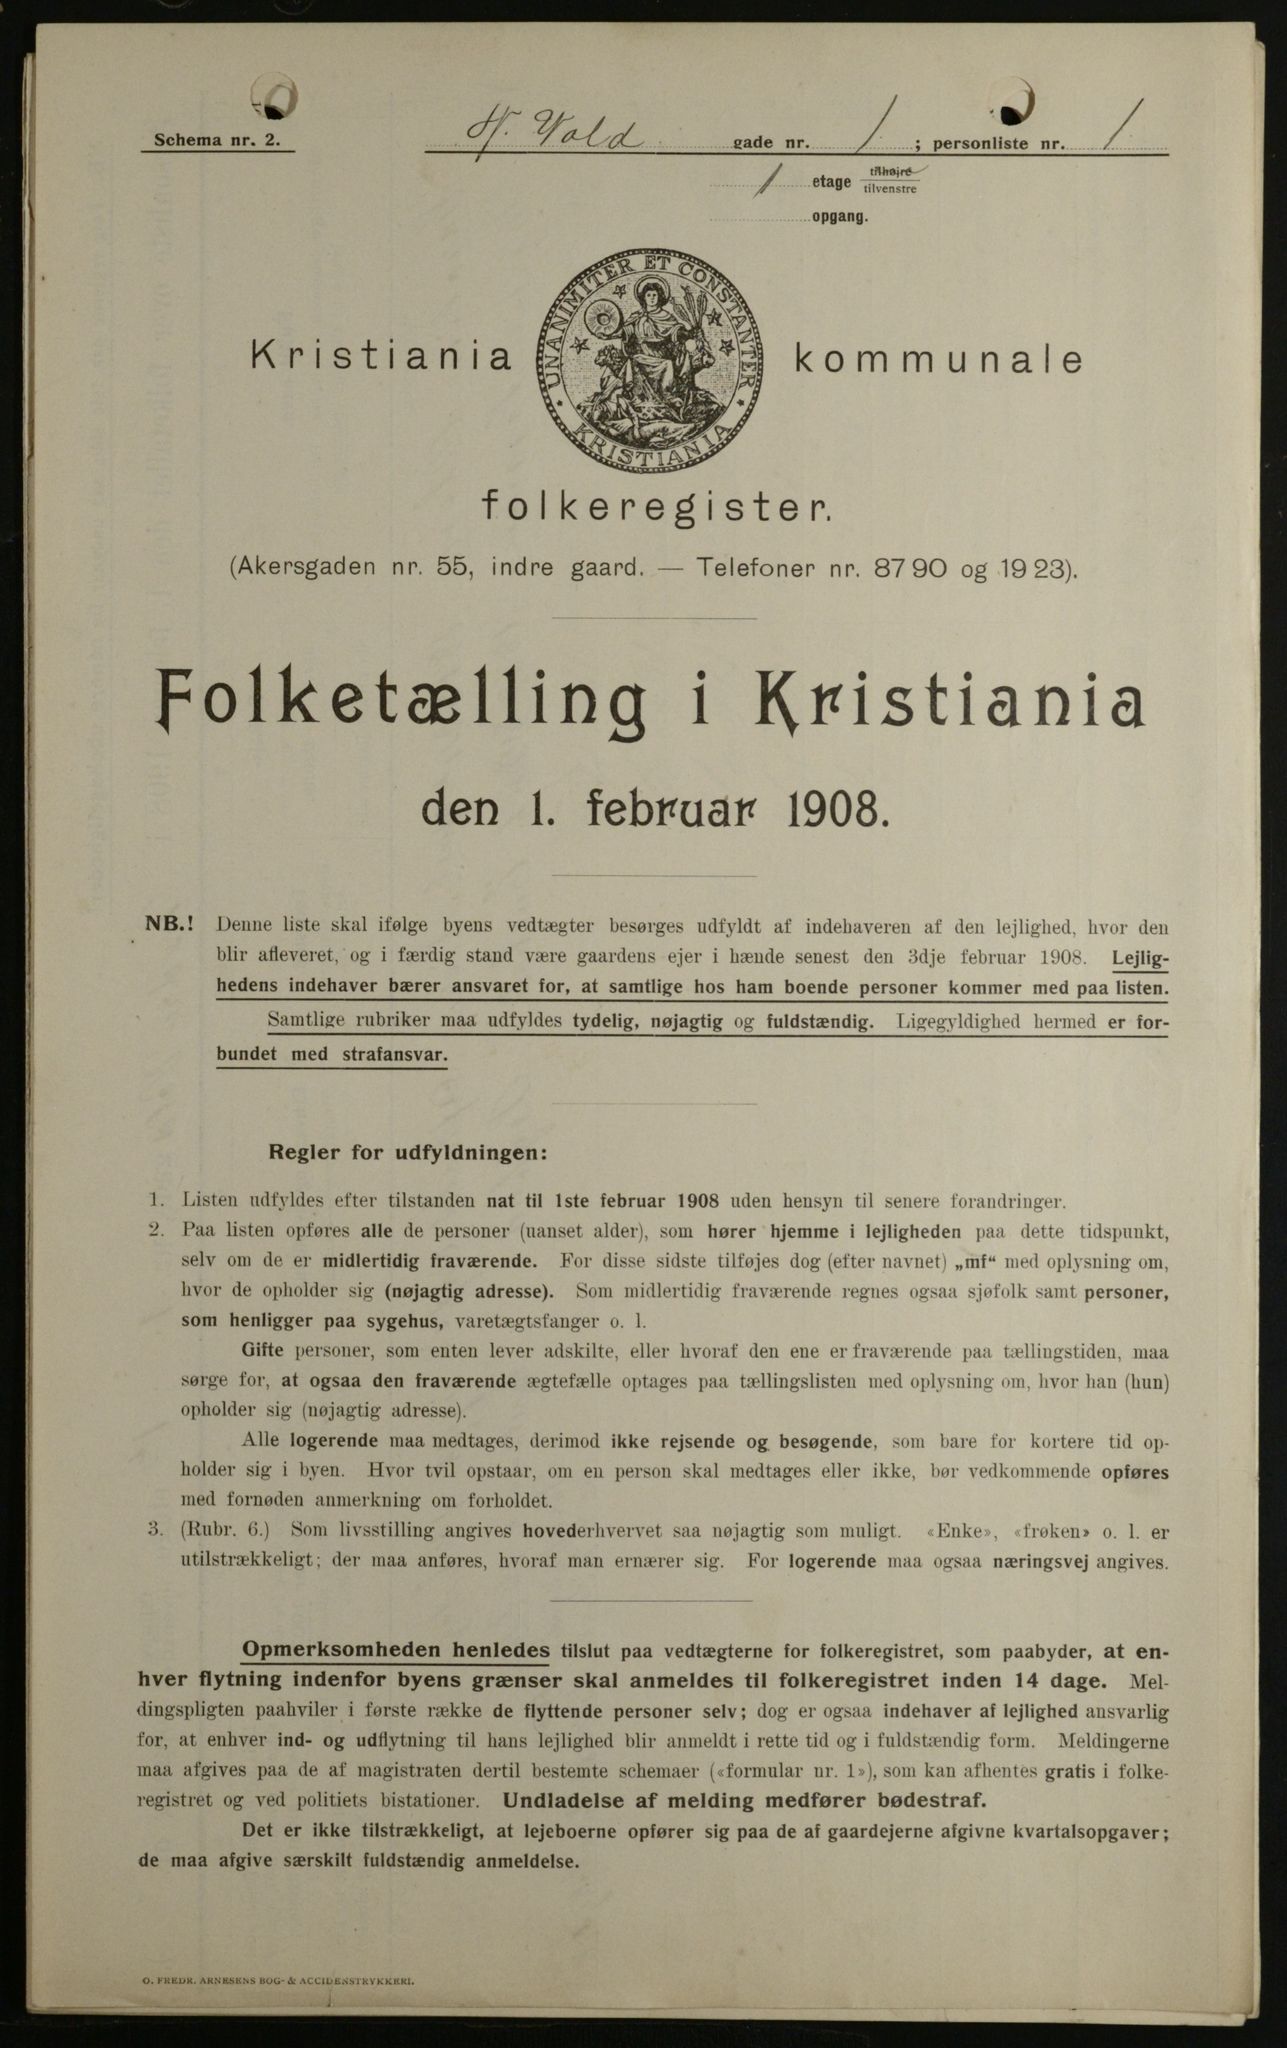 Schema nr. 2.
N. Vold gade nr. 1 ; personliste nr. 1
1 etage tilhøjre
tilvenstre
opgang.
UNANIMITER ET CONSTANTER
KRISTIANIA
Kristiania kommunale
folkeregister.
(Akersgaden nr. 55, indre gaard. — Telefoner nr. 87 90 og 19 23).
Folketælling i Kristiania
den 1. februar 1908.
NB.! Denne liste skal ifølge byens vedtægter besørges udfyldt af indehaveren af den lejlighed, hvor den
blir afleveret, og i færdig stand være gaardens ejer i hænde senest den 3dje februar 1908. Lejlig-
hedens indehaver bærer ansvaret for, at samtlige hos ham boende personer kommer med paa listen.
Samtlige rubriker maa udfyldes tydelig, nøjagtig og fuldstændig. Ligegyldighed hermed er for-
bundet med strafansvar.
Regler for udfyldningen:
1. Listen udfyldes efter tilstanden nat til 1ste februar 1908 uden hensyn til senere forandringer.
2. Paa listen opføres alle de personer (uanset alder), som hører hjemme i lejligheden paa dette tidspunkt,
selv om de er midlertidig fraværende. For disse sidste tilføjes dog (efter navnet) „mf“ med oplysning om,
hvor de opholder sig (nøjagtig adresse). Som midlertidig fraværende regnes ogsaa sjøfolk samt personer,
som henligger paa sygehus, varetægtsfanger o. l.
Gifte personer, som enten lever adskilte, eller hvoraf den ene er fraværende paa tællingstiden, maa
sørge for, at ogsaa den fraværende ægtefælle optages paa tællingslisten med oplysning om, hvor han (hun)
opholder sig (nøjagtig adresse).
Alle logerende maa medtages, derimod ikke rejsende og besøgende, som bare for kortere tid op-
holder sig i byen. Hvor tvil opstaar, om en person skal medtages eller ikke, bør vedkommende opføres
med fornøden anmerkning om forholdet.
3. (Rubr. 6.) Som livsstilling angives hovederhvervet saa nøjagtig som muligt. «Enke», «frøken» o. l. er
utilstrækkeligt; der maa anføres, hvoraf man ernærer sig. For logerende maa ogsaa næringsvej angives.
Opmerksomheden henledes tilslut paa vedtægterne for folkeregistret, som paabyder, at en-
hver flytning indenfor byens grænser skal anmeldes til folkeregistret inden 14 dage. Mel-
dingspligten paahviler i første række de flyttende personer selv; dog er ogsaa indehaver af lejlighed ansvarlig
for, at enhver ind- og udflytning til hans lejlighed blir anmeldt i rette tid og i fuldstændig form. Meldingerne
maa afgives paa de af magistraten dertil bestemte schemaer («formular nr. 1»), som kan afhentes gratis i folke-
registret og ved politiets bistationer. Undladelse af melding medfører bødestraf.
Det er ikke tilstrækkeligt, at lejeboerne opfører sig paa de af gaardejerne afgivne kvartalsopgaver;
de maa afgive særskilt fuldstændig anmeldelse.
O. FREDR. ARNESENS BOG- & ACCIDENSTRYKKERI.